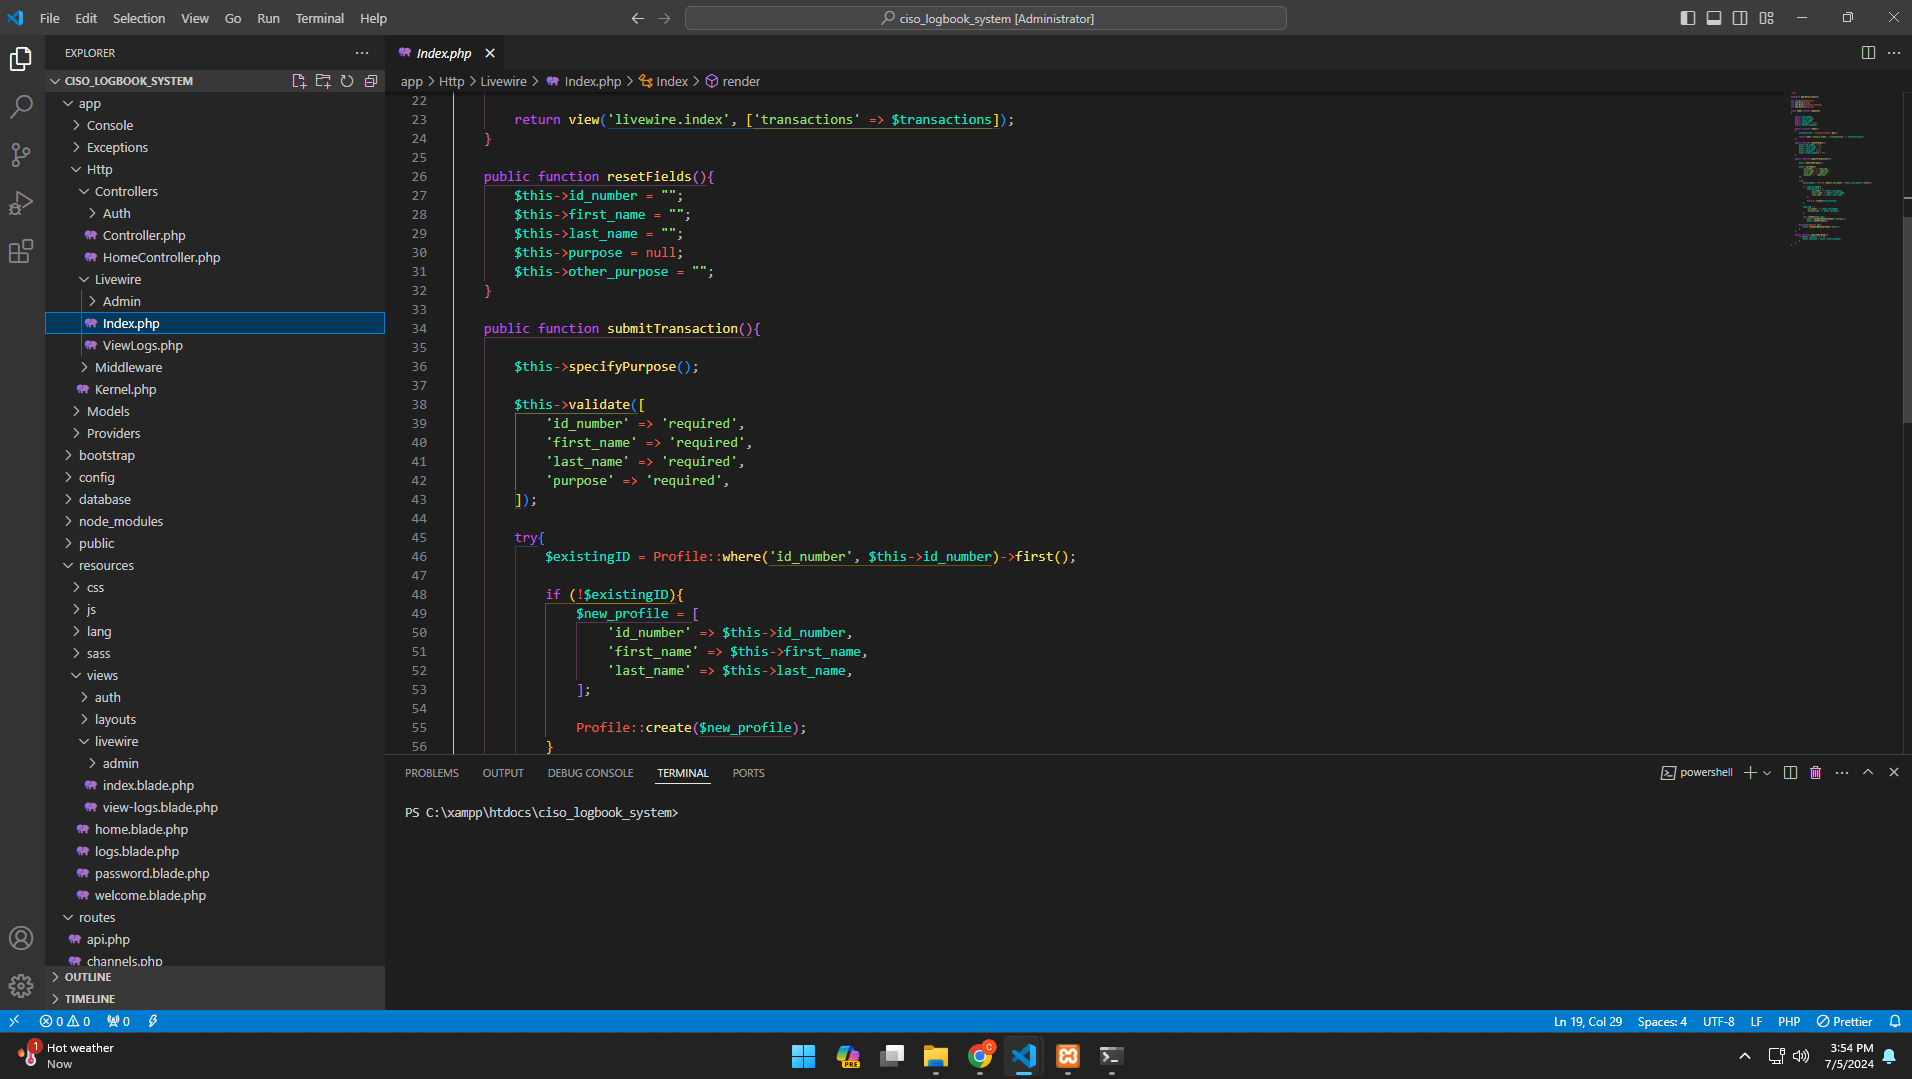 File Edit Selection View Go Run Terminal Help
ciso_logbook_system [Administrator]
EXPLORER
CISO_LOGBOOK_SYSTEM
app
Console
Exceptions
Http
Controllers
Auth
Controller.php
HomeController.php
Livewire
Admin
Index.php
ViewLogs.php
Middleware
Kernel.php
Models
Providers
bootstrap
config
database
node_modules
public
resources
css
js
lang
sass
views
auth
layouts
livewire
admin
index.blade.php
view-logs.blade.php
home.blade.php
logs.blade.php
password.blade.php
welcome.blade.php
routes
api.php
channels.php
OUTLINE
TIMELINE
Index.php
app > Http > Livewire > Index.php > Index > render
22
23 return view('livewire.index', ['transactions' => $transactions]);
24 }
25
26 public function resetFields(){
27 $this->id_number = "";
28 $this->first_name = "";
29 $this->last_name = "";
30 $this->purpose = null;
31 $this->other_purpose = "";
32 }
33
34 public function submitTransaction(){
35
36 $this->specifyPurpose();
37
38 $this->validate([
39 'id_number' => 'required',
40 'first_name' => 'required',
41 'last_name' => 'required',
42 'purpose' => 'required',
43 ]);
44
45 try{
46 $existingID = Profile::where('id_number', $this->id_number)->first();
47
48 if (!$existingID){
49 $new_profile = [
50 'id_number' => $this->id_number,
51 'first_name' => $this->first_name,
52 'last_name' => $this->last_name,
53 ];
54
55 Profile::create($new_profile);
56 }
PROBLEMS OUTPUT DEBUG CONSOLE TERMINAL PORTS
powershell
PS C:\xampp\htdocs\ciso_logbook_system>
0 0 0
Ln 19, Col 29 Spaces: 4 UTF-8 LF PHP Prettier
1
Hot weather
Now
PRE
C
3:54 PM
7/5/2024